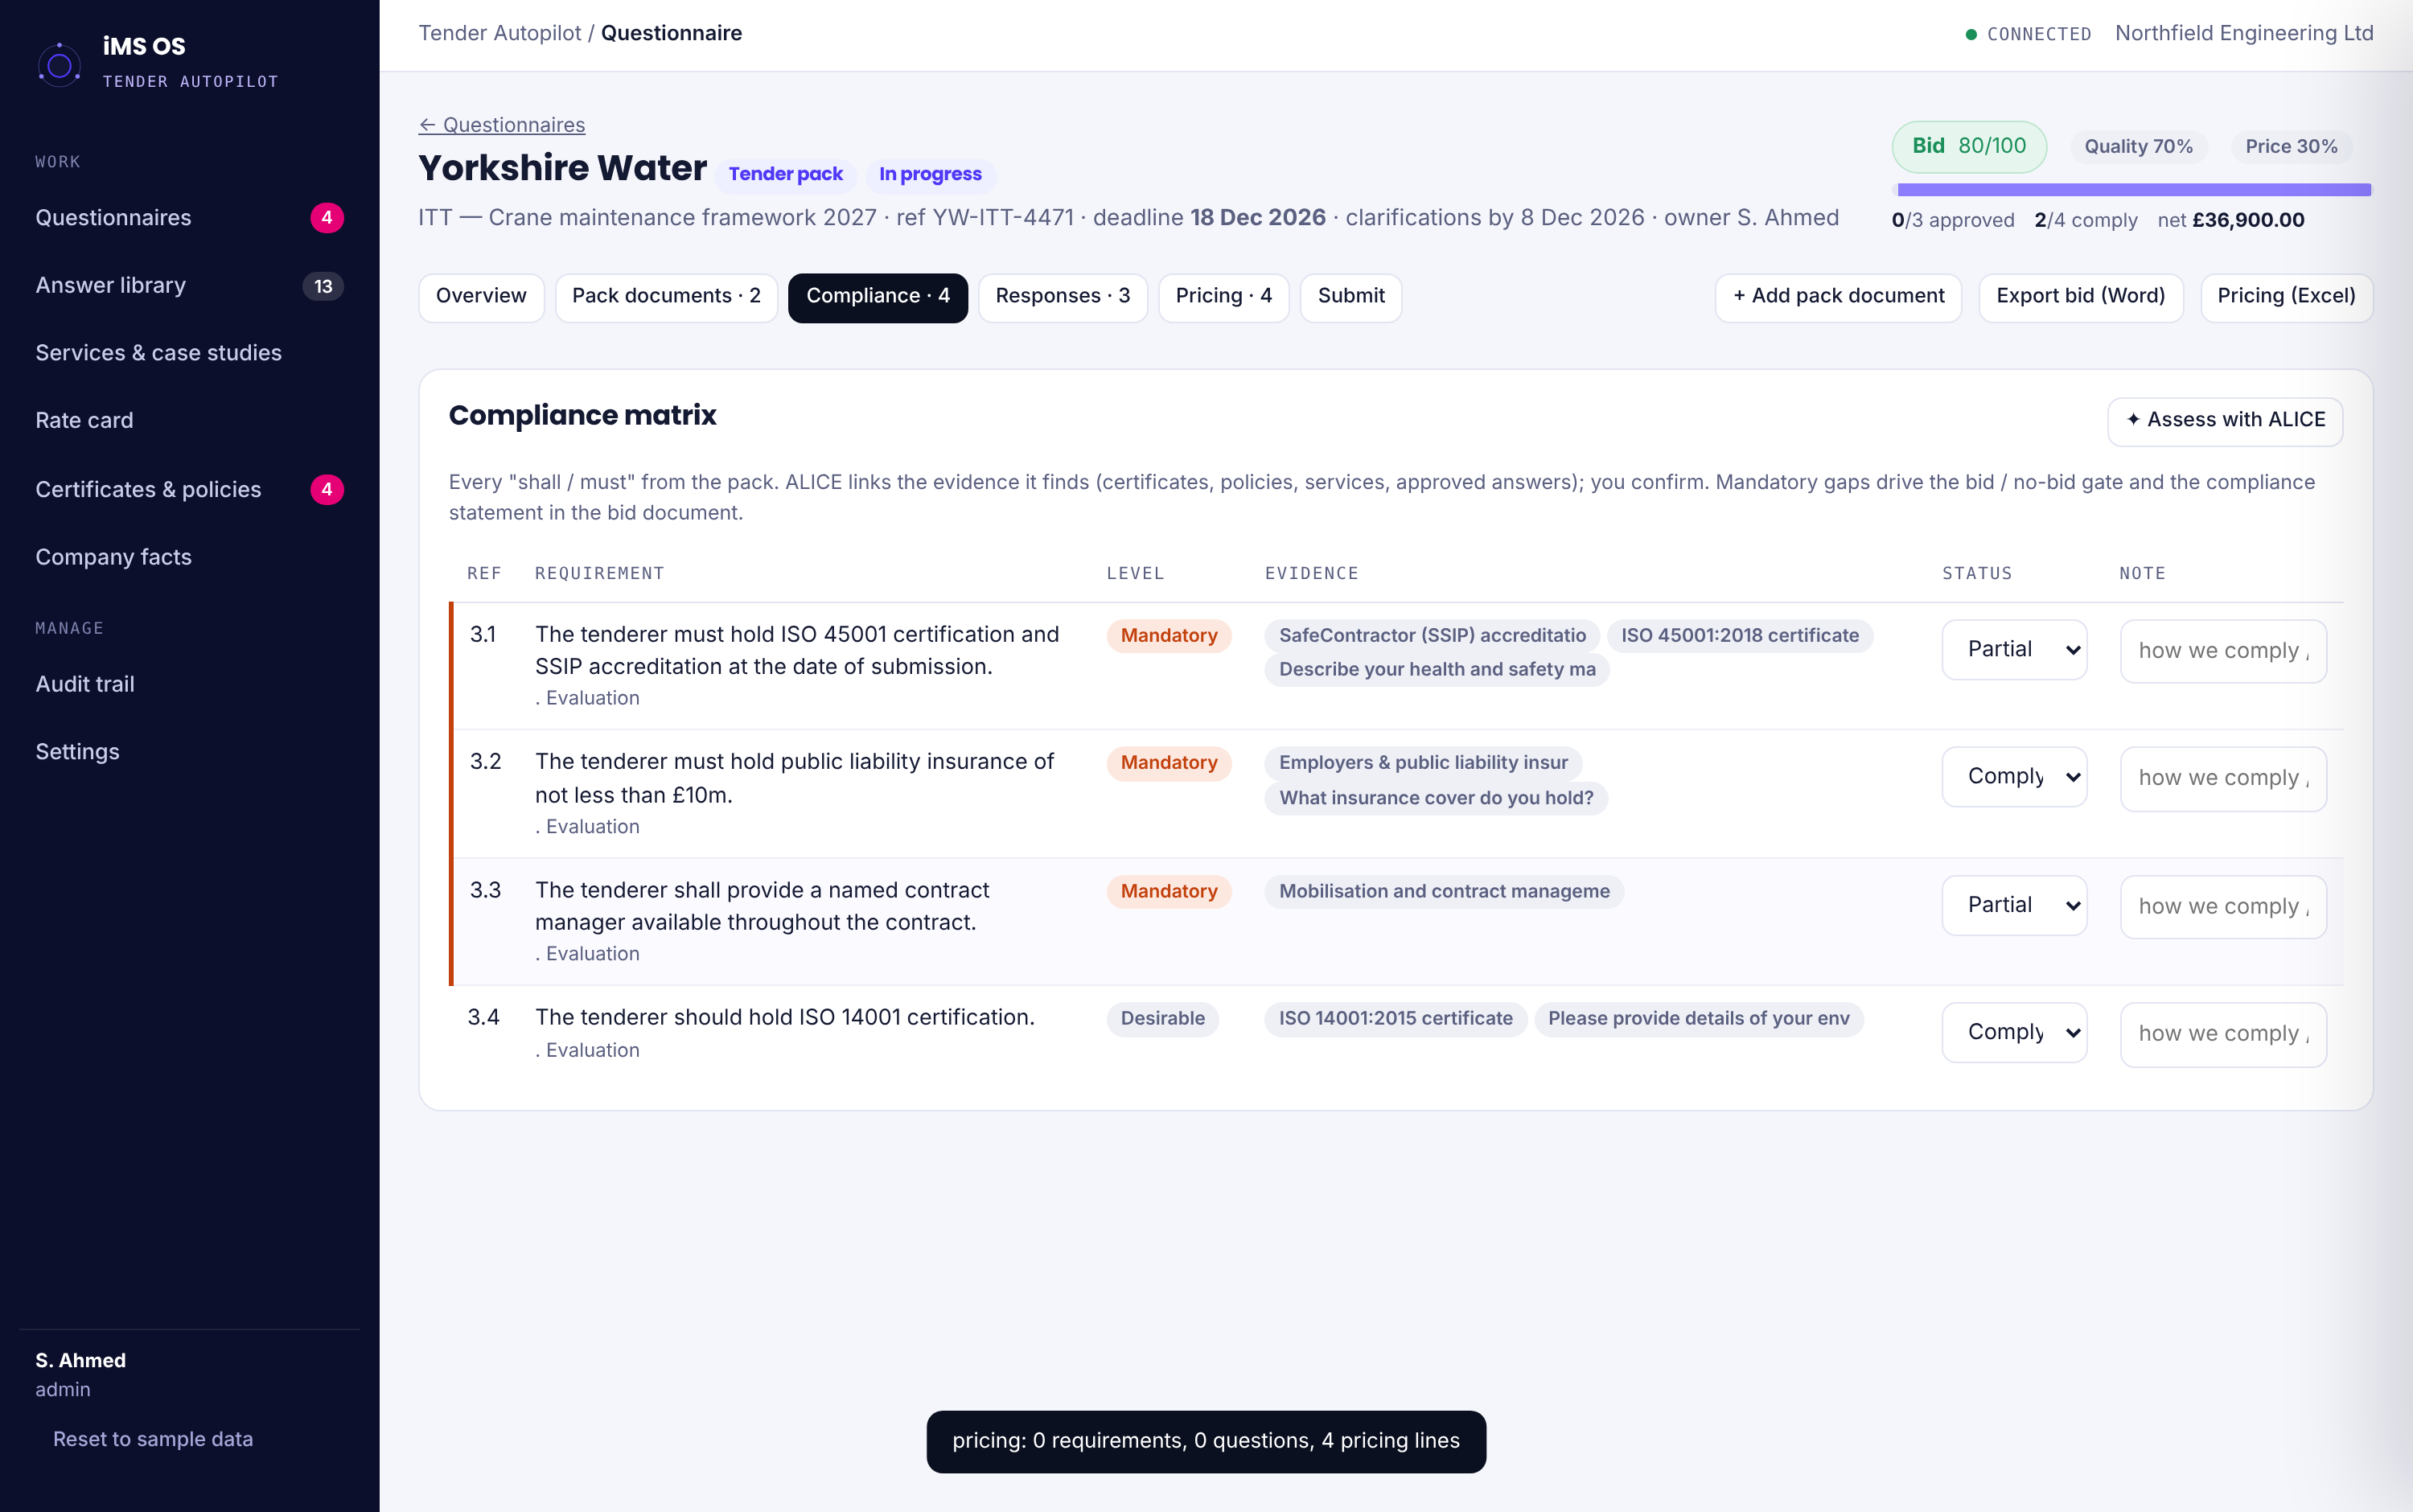 iMS OS
TENDER AUTOPILOT
WORK
Questionnaires 4
Answer library 13
Services & case studies
Rate card
Certificates & policies 4
Company facts
MANAGE
Audit trail
Settings
S. Ahmed
admin
Reset to sample data
Tender Autopilot / Questionnaire
CONNECTED Northfield Engineering Ltd
← Questionnaires
Yorkshire Water Tender pack In progress
ITT — Crane maintenance framework 2027 · ref YW-ITT-4471 · deadline 18 Dec 2026 · clarifications by 8 Dec 2026 · owner S. Ahmed
Bid 80/100 Quality 70% Price 30%
0/3 approved 2/4 comply net £36,900.00
Overview Pack documents · 2 Compliance · 4 Responses · 3 Pricing · 4 Submit
+ Add pack document Export bid (Word) Pricing (Excel)
Compliance matrix
✦ Assess with ALICE
Every "shall / must" from the pack. ALICE links the evidence it finds (certificates, policies, services, approved answers); you confirm. Mandatory gaps drive the bid / no-bid gate and the compliance
statement in the bid document.
REF REQUIREMENT LEVEL EVIDENCE STATUS NOTE
3.1 The tenderer must hold ISO 45001 certification and Mandatory SafeContractor (SSIP) accreditatio ISO 45001:2018 certificate Partial how we comply /
SSIP accreditation at the date of submission. Describe your health and safety ma
. Evaluation
3.2 The tenderer must hold public liability insurance of Mandatory Employers & public liability insur Comply how we comply /
not less than £10m. What insurance cover do you hold?
. Evaluation
3.3 The tenderer shall provide a named contract Mandatory Mobilisation and contract manageme Partial how we comply /
manager available throughout the contract.
. Evaluation
3.4 The tenderer should hold ISO 14001 certification. Desirable ISO 14001:2015 certificate Please provide details of your env Comply how we comply /
. Evaluation
pricing: 0 requirements, 0 questions, 4 pricing lines